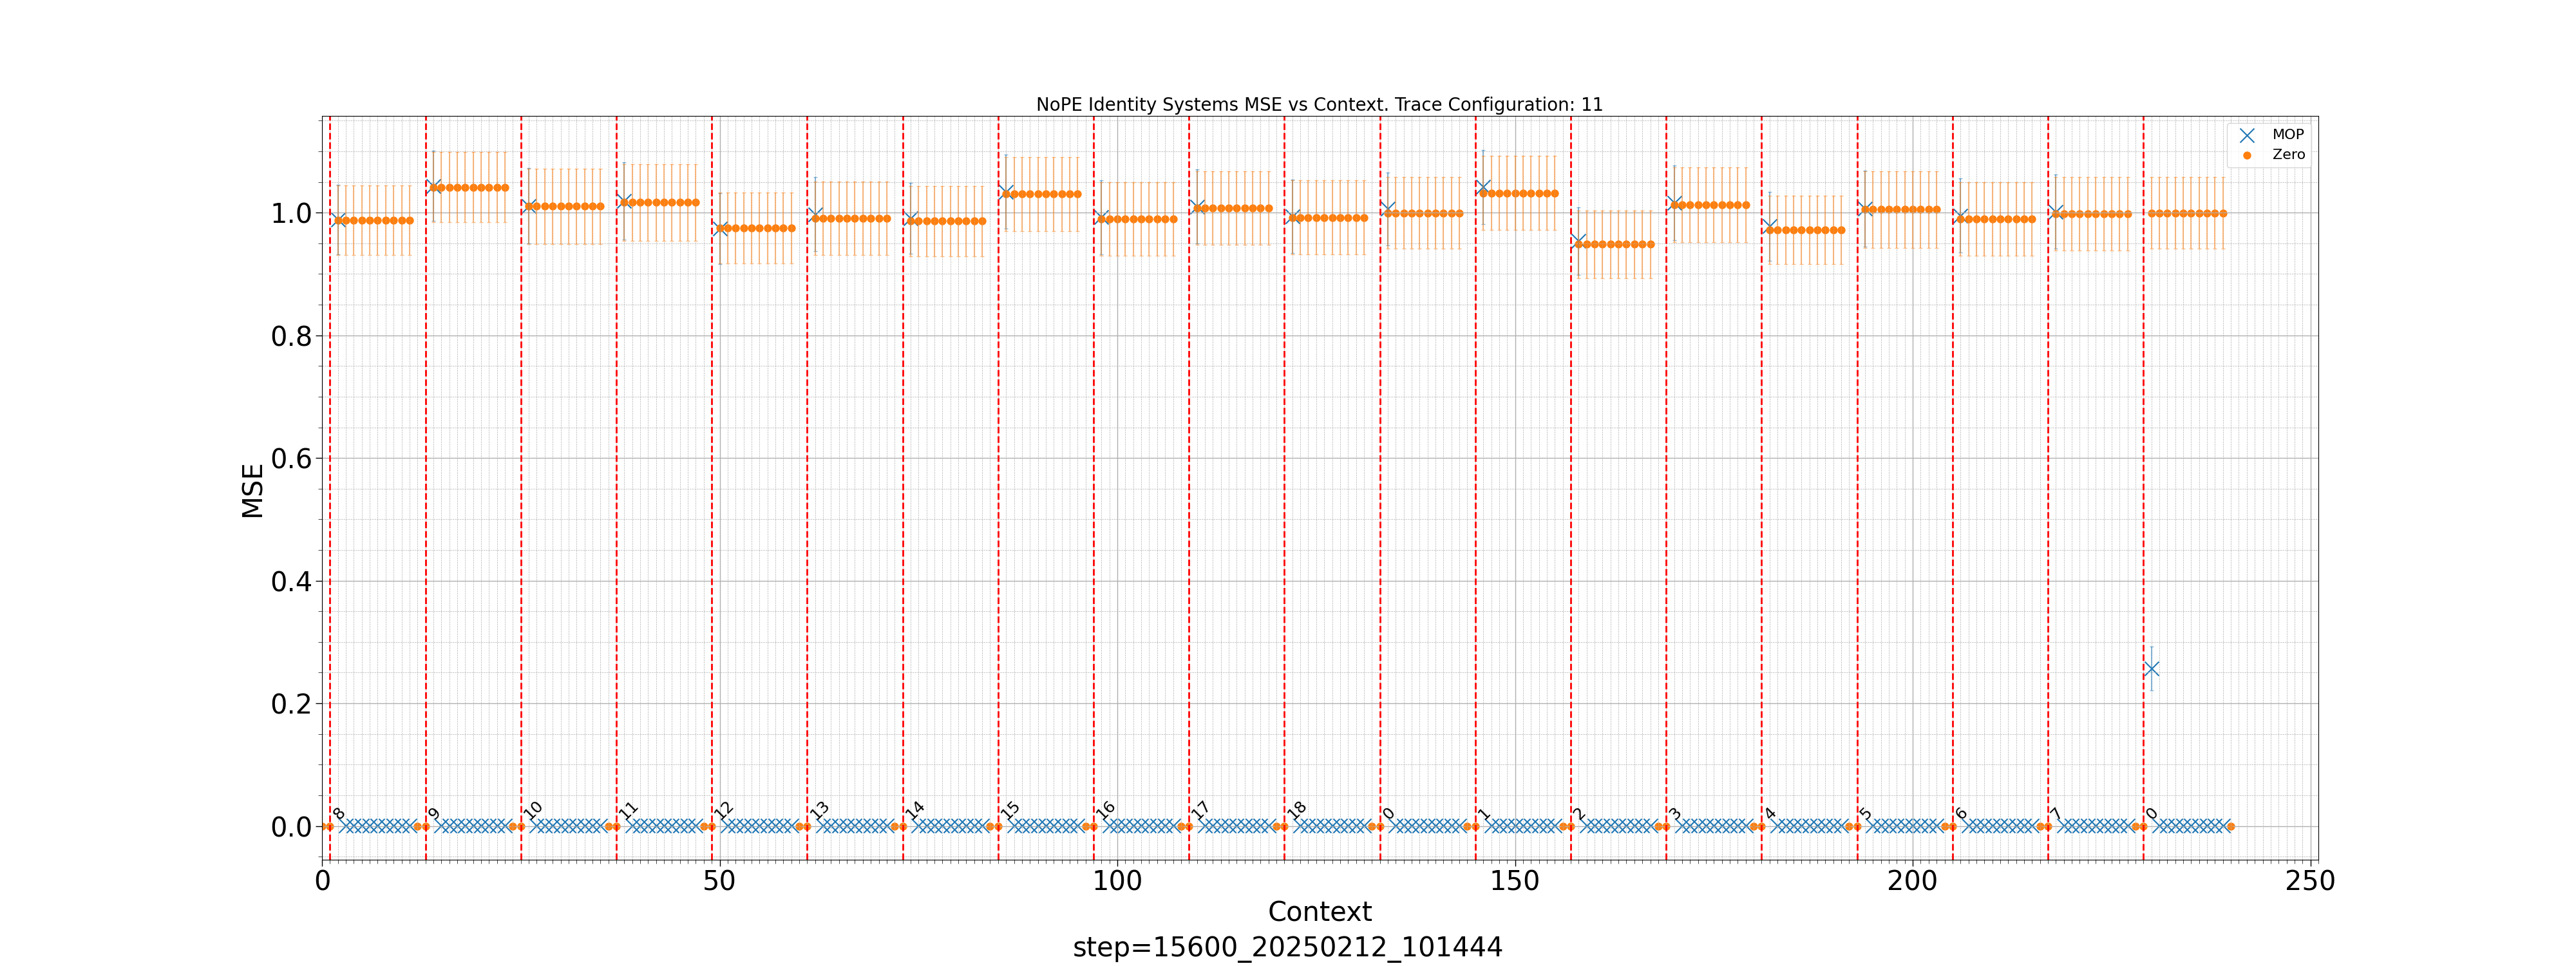 NoPE Identity Systems MSE vs Context. Trace Configuration: 11
MOP
Zero
MSE
1.0
0.8
0.6
0.4
0.2
0.0
8 9 10 11 12 13 14 15 16 17 18 0 1 2 3 4 5 6 7 0
0 50 100 150 200 250
Context
step=15600_20250212_101444